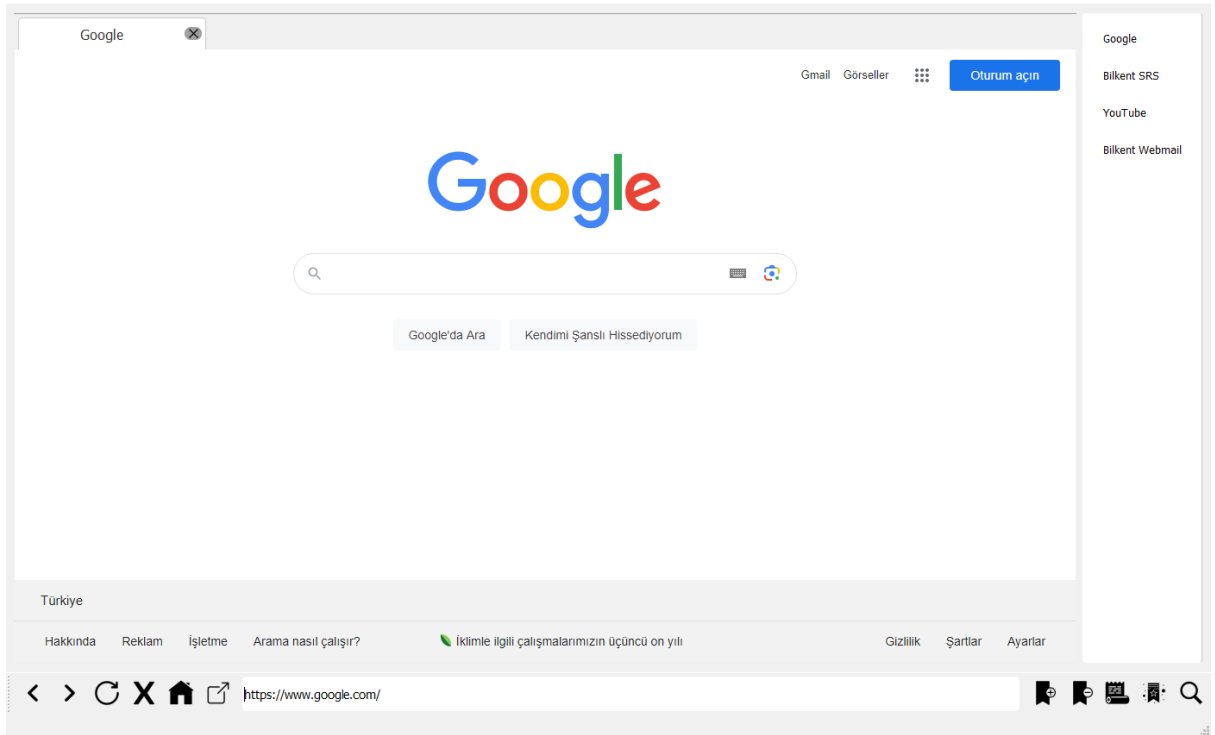 Google
Gmail Görseller Oturum açın
Google
Google'da Ara Kendimi Şanslı Hissediyorum
Türkiye
Hakkında Reklam İşletme Arama nasıl çalışır? İklimle ilgili çalışmalarımızın üçüncü on yılı Gizlilik Şartlar Ayarlar
Google
Bilkent SRS
YouTube
Bilkent Webmail
https://www.google.com/